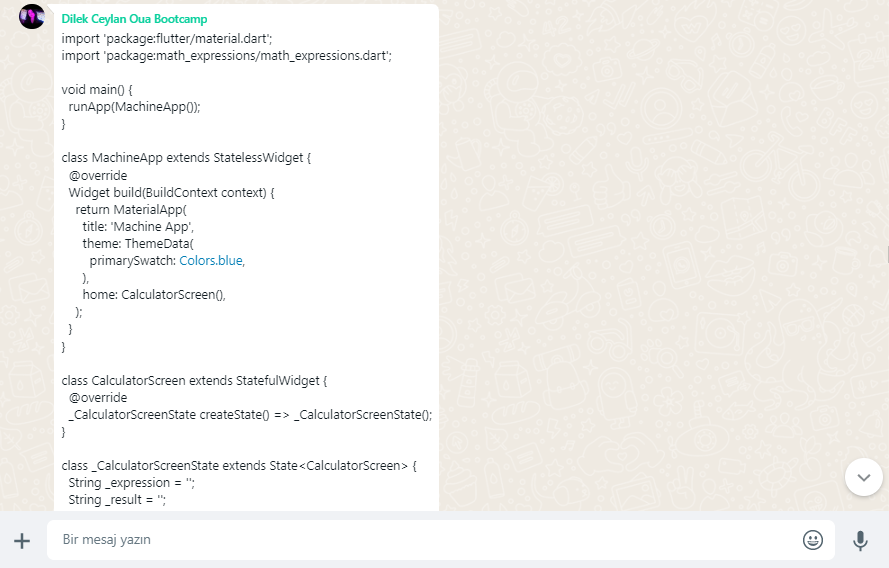 Dilek Ceylan Oua Bootcamp
import 'package:flutter/material.dart';
import 'package:math_expressions/math_expressions.dart';
void main() {
runApp(MachineApp());
}
class MachineApp extends StatelessWidget {
@override
Widget build(BuildContext context) {
return MaterialApp(
title: 'Machine App',
theme: ThemeData(
primarySwatch: Colors.blue,
),
home: CalculatorScreen(),
);
}
}
class CalculatorScreen extends StatefulWidget {
@override
_CalculatorScreenState createState() => _CalculatorScreenState();
}
class _CalculatorScreenState extends State<CalculatorScreen> {
String _expression = '';
String _result = '';
Bir mesaj yazın